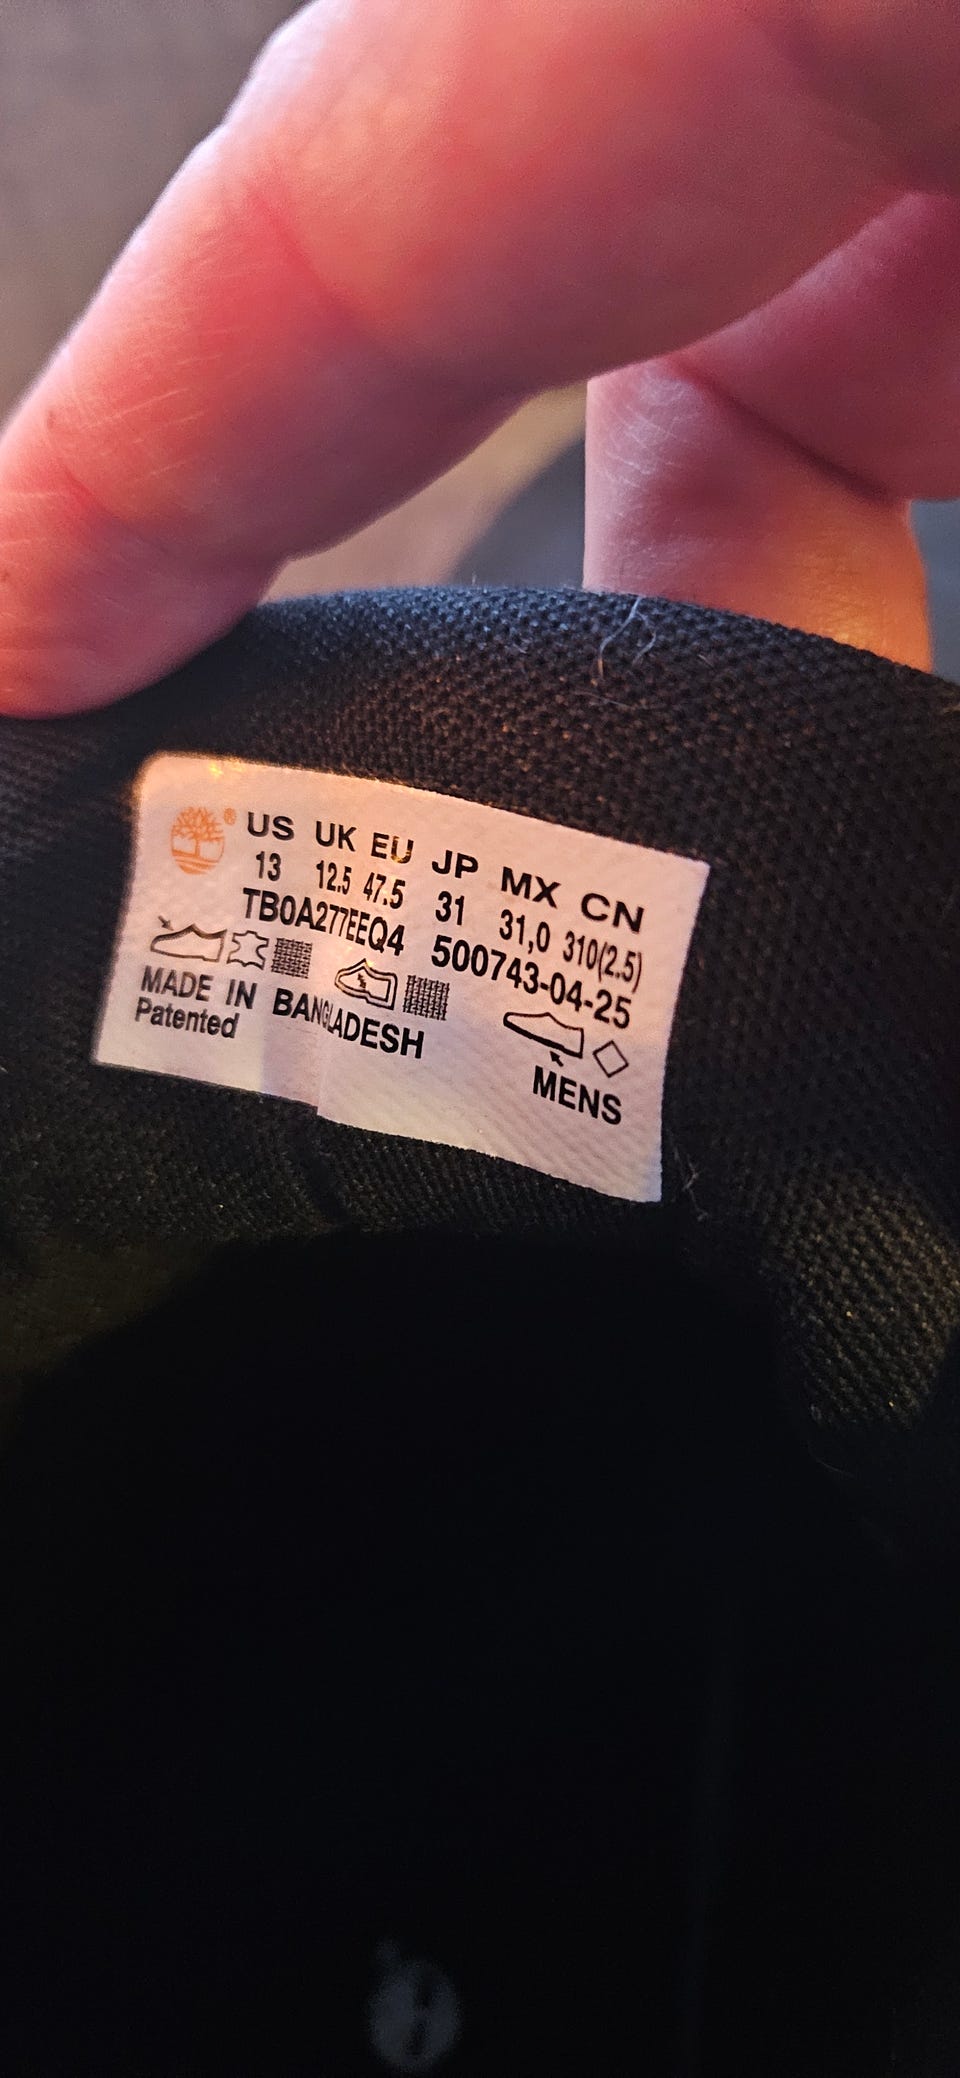 ® US UK EU JP MX CN
13 12.5 47.5 31 31,0 310(2.5)
TB0A277EEQ4 500743-04-25
MADE IN BANGLADESH
Patented
MENS